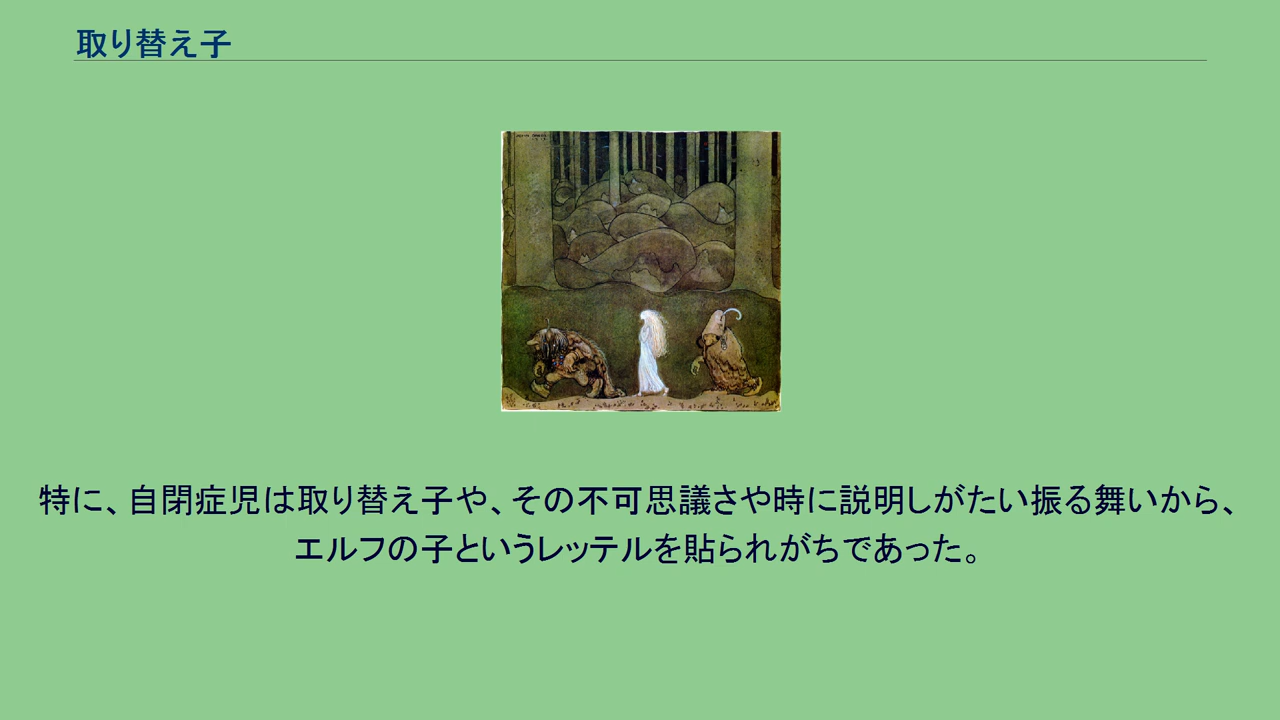 取り替え子
特に、自閉症児は取り替え子や、その不可思議さや時に説明しがたい振る舞いから、
エルフの子というレッテルを貼られがちであった。